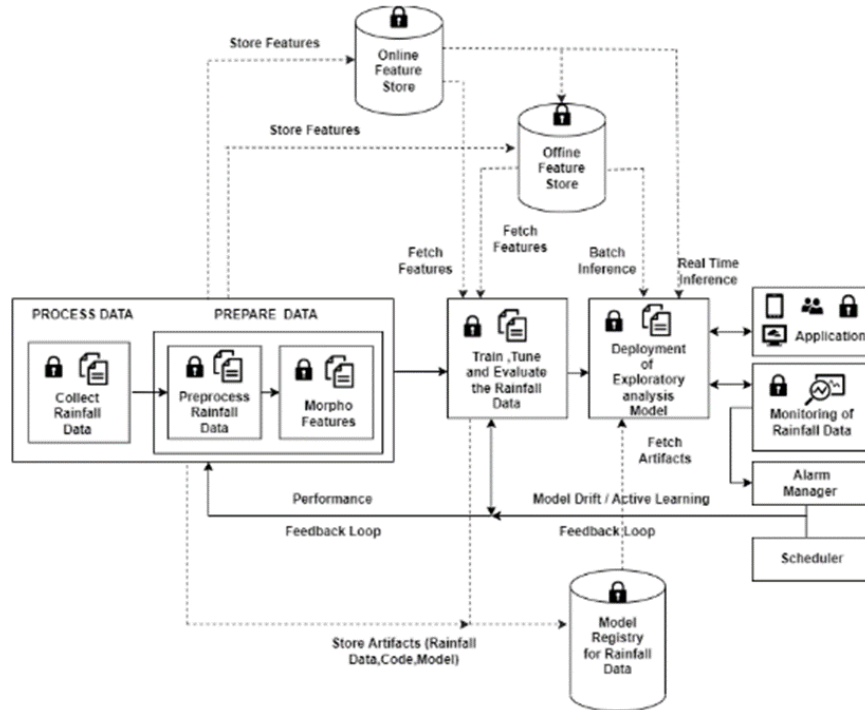 Store Features
Online
Feature
Store
Store Features
Offine
Feature
Store
Fetch
Features
Fetch
Features
Batch
Inference
Real Time
Inference
PROCESS DATA
PREPARE DATA
Collect
Rainfall
Data
Preprocess
Rainfall
Data
Morpho
Features
Train ,Tune
and Evaluate
the Rainfall
Data
Deployment
of
Exploratory
analysis
Model
Application
Monitoring of
Rainfall Data
Fetch
Artifacts
Alarm
Manager
Performance
Model Drift / Active Learning
Feedback Loop
Feedback Loop
Scheduler
Store Artifacts (Rainfall
Data,Code,Model)
Model
Registry
for Rainfall
Data